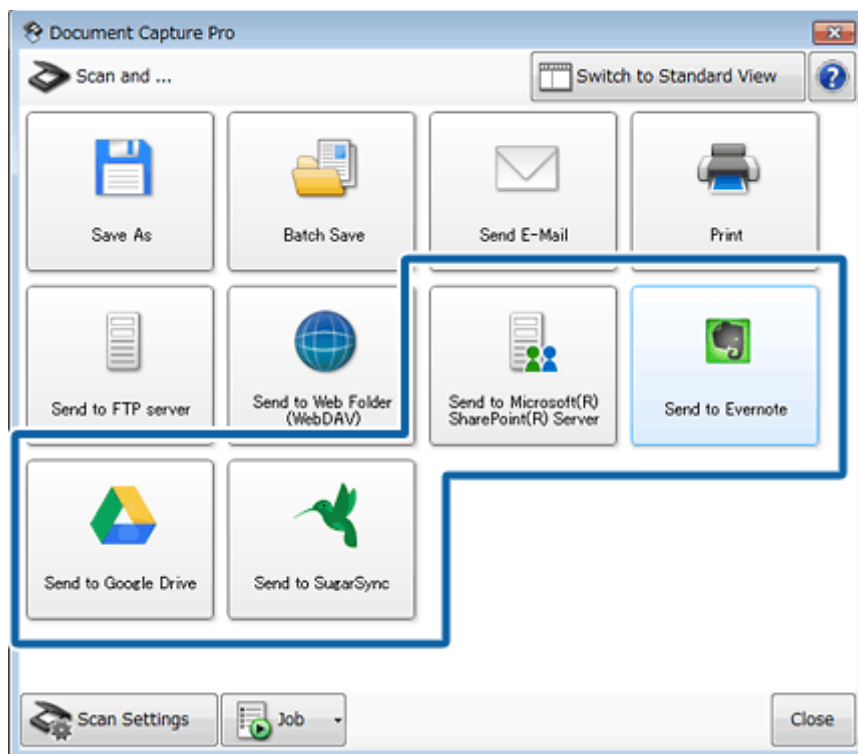 Document Capture Pro
Scan and ...
Switch to Standard View
?
Save As
Batch Save
Send E-Mail
Print
Send to FTP server
Send to Web Folder
(WebDAV)
Send to Microsoft(R)
SharePoint(R) Server
Send to Evernote
Send to Google Drive
Send to SugarSync
Scan Settings
Job
Close